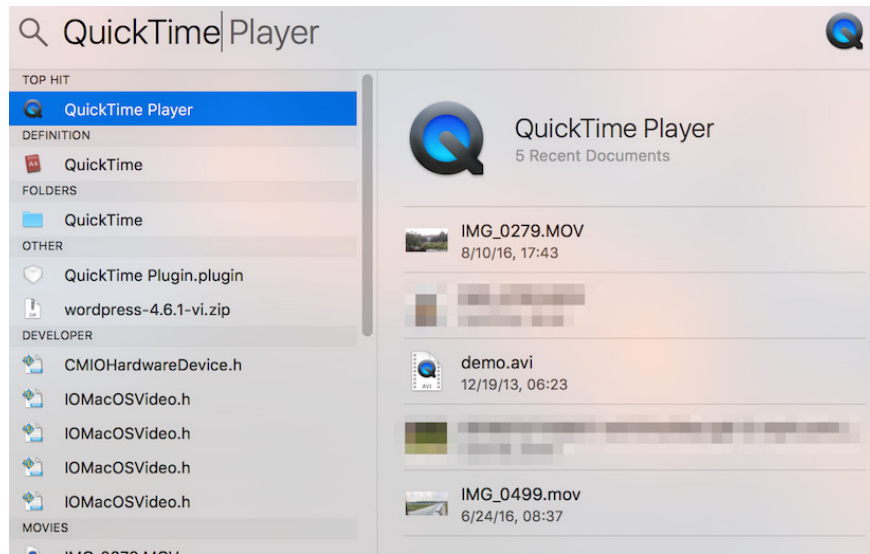 QuickTime Player
TOP HIT
QuickTime Player
DEFINITION
QuickTime
FOLDERS
QuickTime
OTHER
QuickTime Plugin.plugin
wordpress-4.6.1-vi.zip
DEVELOPER
CMIOHardwareDevice.h
IOMacOSVideo.h
IOMacOSVideo.h
IOMacOSVideo.h
IOMacOSVideo.h
MOVIES
QuickTime Player
5 Recent Documents
IMG_0279.MOV
8/10/16, 17:43
demo.avi
AVI
12/19/13, 06:23
IMG_0499.mov
6/24/16, 08:37